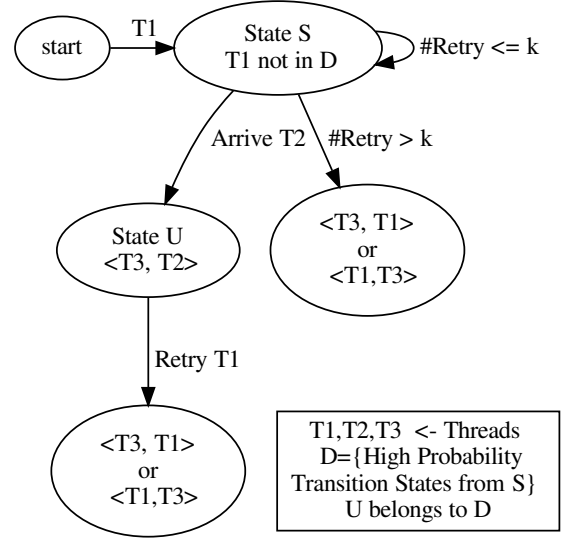 start
T1
State S
T1 not in D
#Retry <= k
Arrive T2
#Retry > k
State U
<T3, T2>
<T3, T1>
or
<T1,T3>
Retry T1
<T3, T1>
or
<T1,T3>
T1,T2,T3 <- Threads
D={High Probability
Transition States from S}
U belongs to D